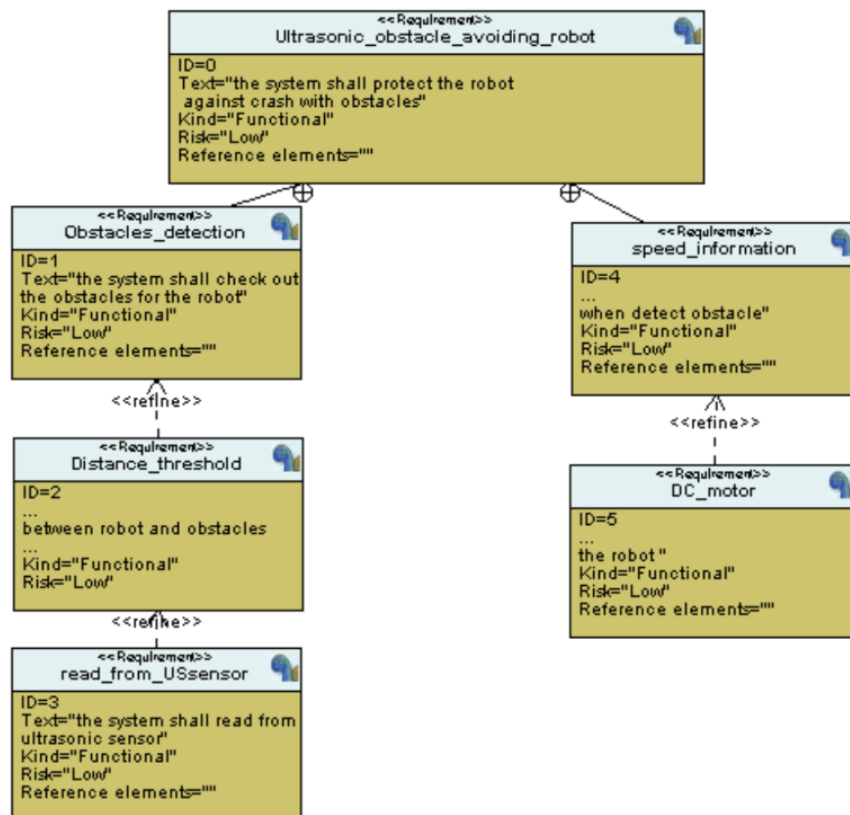 <<Requirement>>
Ultrasonic_obstacle_avoiding_robot
ID=0
Text="the system shall protect the robot
against crash with obstacles"
Kind="Functional"
Risk="Low"
Reference elements=""
<<Requirement>>
Obstacles_detection
ID=1
Text="the system shall check out
the obstacles for the robot"
Kind="Functional"
Risk="Low"
Reference elements=""
<<refine>>
<<Requirement>>
Distance_threshold
ID=2
...
between robot and obstacles
...
Kind="Functional"
Risk="Low"
<<refine>>
<<Requirement>>
read_from_USsensor
ID=3
Text="the system shall read from
ultrasonic sensor"
Kind="Functional"
Risk="Low"
Reference elements=""
<<Requirement>>
speed_information
ID=4
...
when detect obstacle"
Kind="Functional"
Risk="Low"
Reference elements=""
<<refine>>
<<Requirement>>
DC_motor
ID=5
...
the robot "
Kind="Functional"
Risk="Low"
Reference elements=""